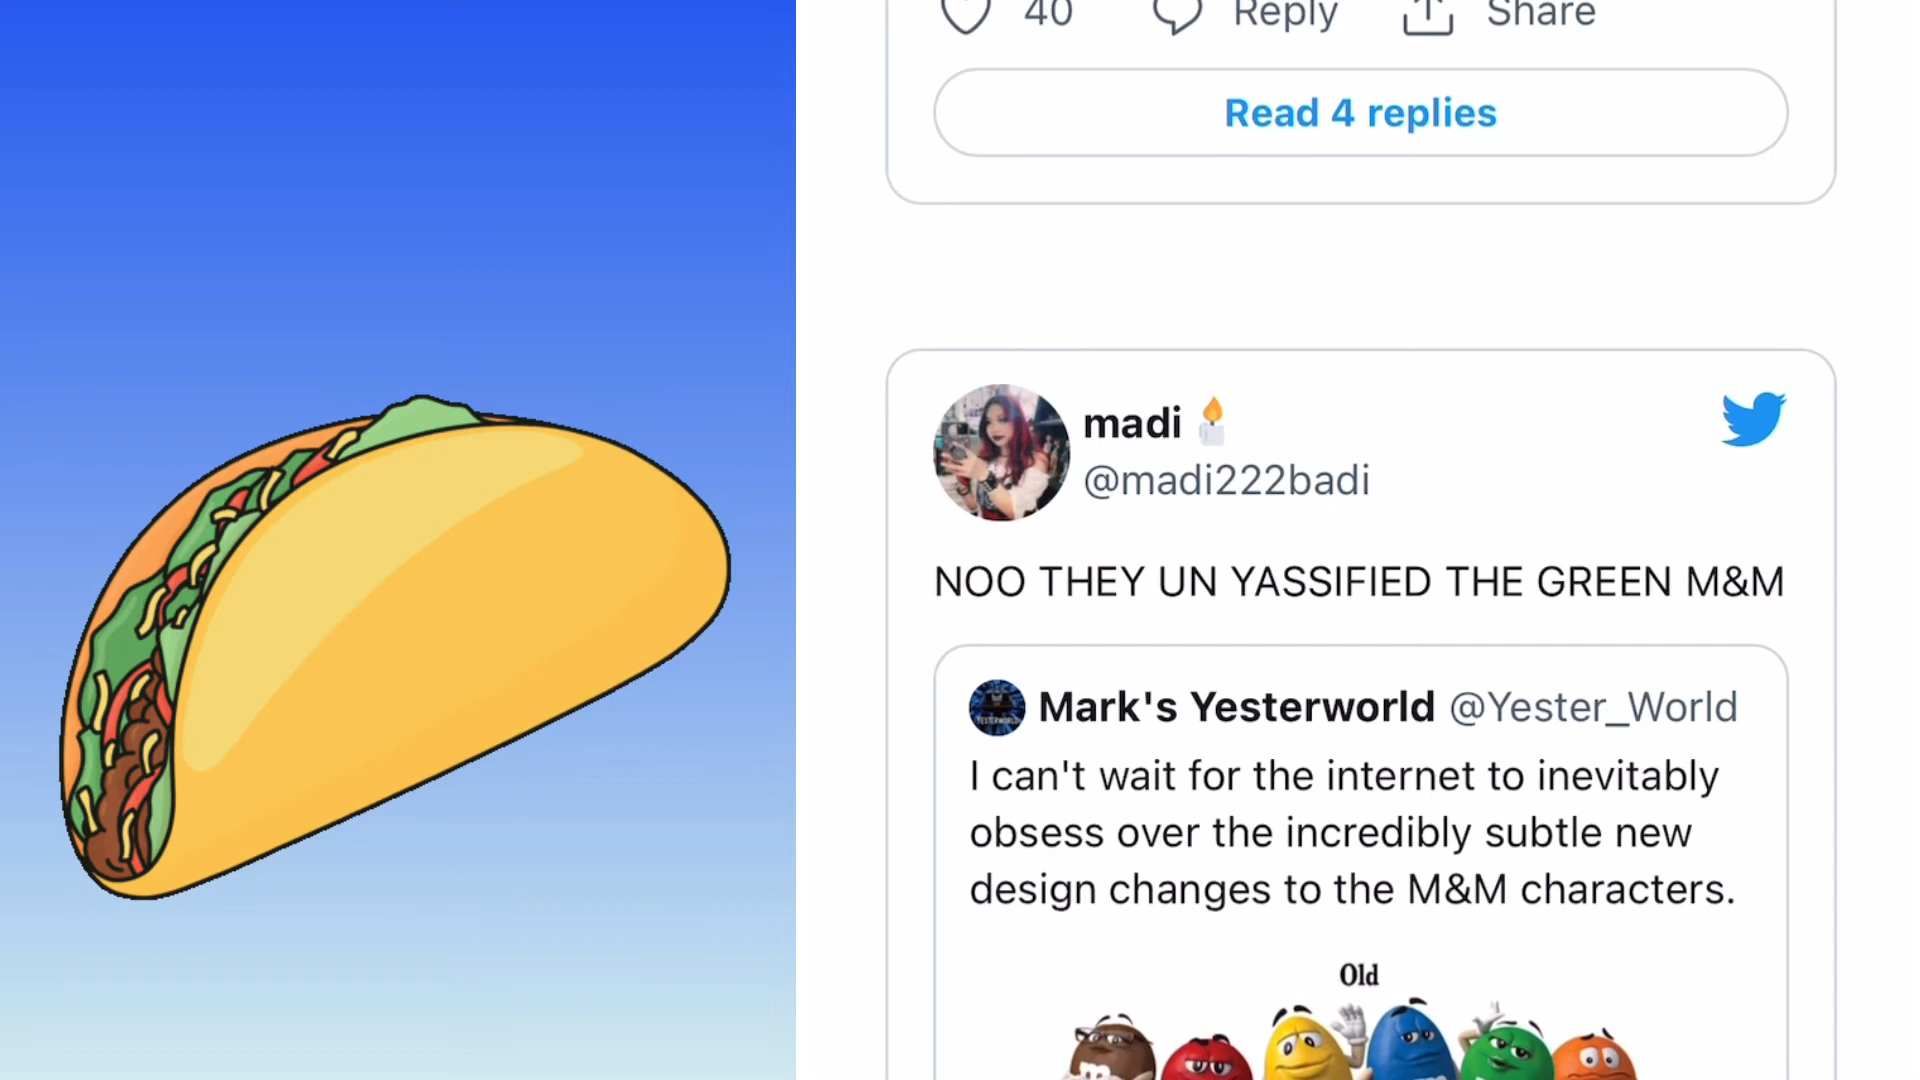 40 Reply Share
Read 4 replies
madi
@madi222badi
NOO THEY UN YASSIFIED THE GREEN M&M
Mark's Yesterworld @Yester_World
I can't wait for the internet to inevitably
obsess over the incredibly subtle new
design changes to the M&M characters.
Old